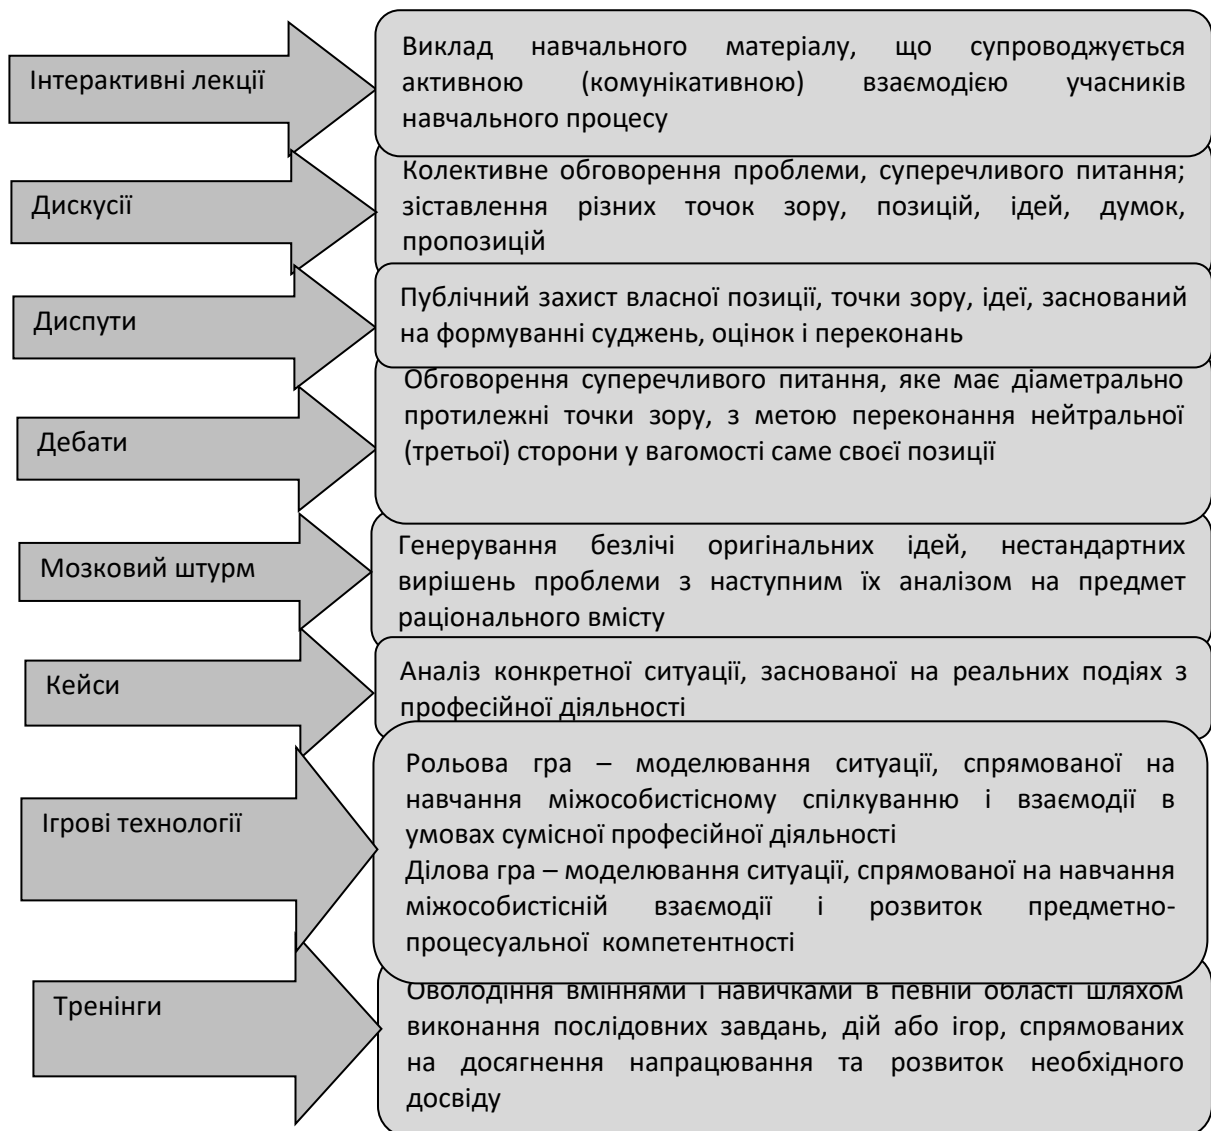 Інтерактивні лекції
Виклад навчального матеріалу, що супроводжується
активною (комунікативною) взаємодією учасників
навчального процесу
Дискусії
Колективне обговорення проблеми, суперечливого питання;
зіставлення різних точок зору, позицій, ідей, думок,
пропозицій
Диспути
Публічний захист власної позиції, точки зору, ідеї, заснований
на формуванні суджень, оцінок і переконань
Дебати
Обговорення суперечливого питання, яке має діаметрально
протилежні точки зору, з метою переконання нейтральної
(третьої) сторони у вагомості саме своєї позиції
Мозковий штурм
Генерування безлічі оригінальних ідей, нестандартних
вирішень проблеми з наступним їх аналізом на предмет
раціонального вмісту
Кейси
Аналіз конкретної ситуації, заснованої на реальних подіях з
професійної діяльності
Ігрові технології
Рольова гра – моделювання ситуації, спрямованої на
навчання міжособистісному спілкуванню і взаємодії в
умовах сумісної професійної діяльності
Ділова гра – моделювання ситуації, спрямованої на навчання
міжособистісній взаємодії і розвиток предметно-
процесуальної компетентності
Тренінги
Оволодіння вміннями і навичками в певній області шляхом
виконання послідовних завдань, дій або ігор, спрямованих
на досягнення напрацювання та розвиток необхідного
досвіду